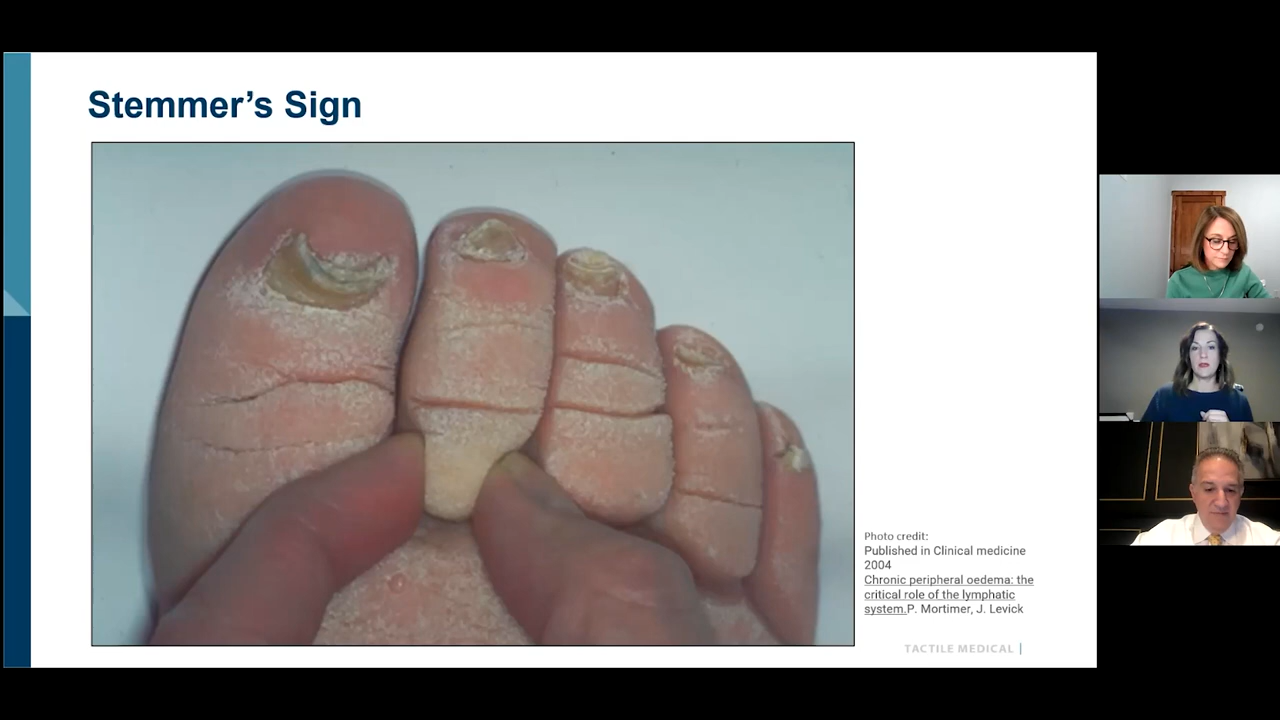 Stemmer’s Sign
Photo credit:
Published in Clinical medicine
2004
Chronic peripheral oedema: the
critical role of the lymphatic
system.P. Mortimer, J. Levick
TACTILE MEDICAL |